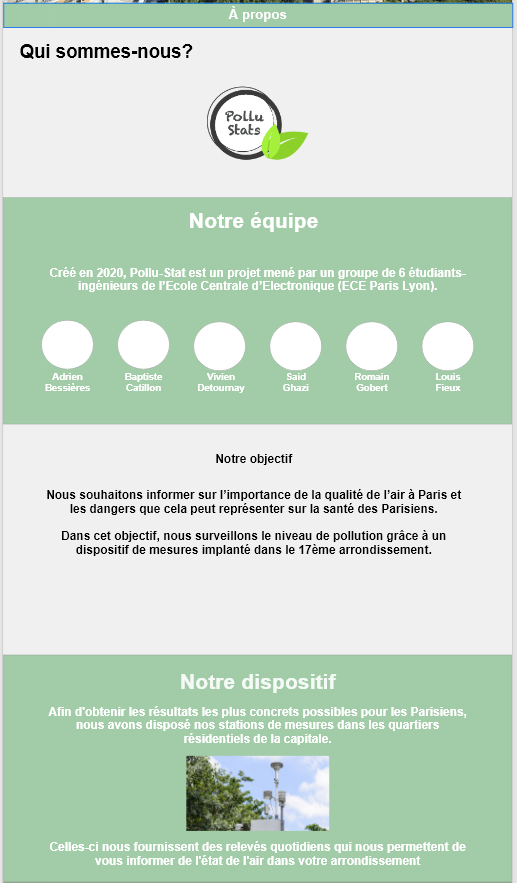 À propos
Qui sommes-nous?
Pollu
Stats
Notre équipe
Créé en 2020, Pollu-Stat est un projet mené par un groupe de 6 étudiants-
ingénieurs de l'Ecole Centrale d'Electronique (ECE Paris Lyon).
Adrien
Bessières
Baptiste
Catillon
Vivien
Detournay
Said
Ghazi
Romain
Gobert
Louis
Fieux
Notre objectif
Nous souhaitons informer sur l'importance de la qualité de l'air à Paris et
les dangers que cela peut représenter sur la santé des Parisiens.
Dans cet objectif, nous surveillons le niveau de pollution grâce à un
dispositif de mesures implanté dans le 17ème arrondissement.
Notre dispositif
Afin d'obtenir les résultats les plus concrets possibles pour les Parisiens,
nous avons disposé nos stations de mesures dans les quartiers
résidentiels de la capitale.
Celles-ci nous fournissent des relevés quotidiens qui nous permettent de
vous informer de l'état de l'air dans votre arrondissement